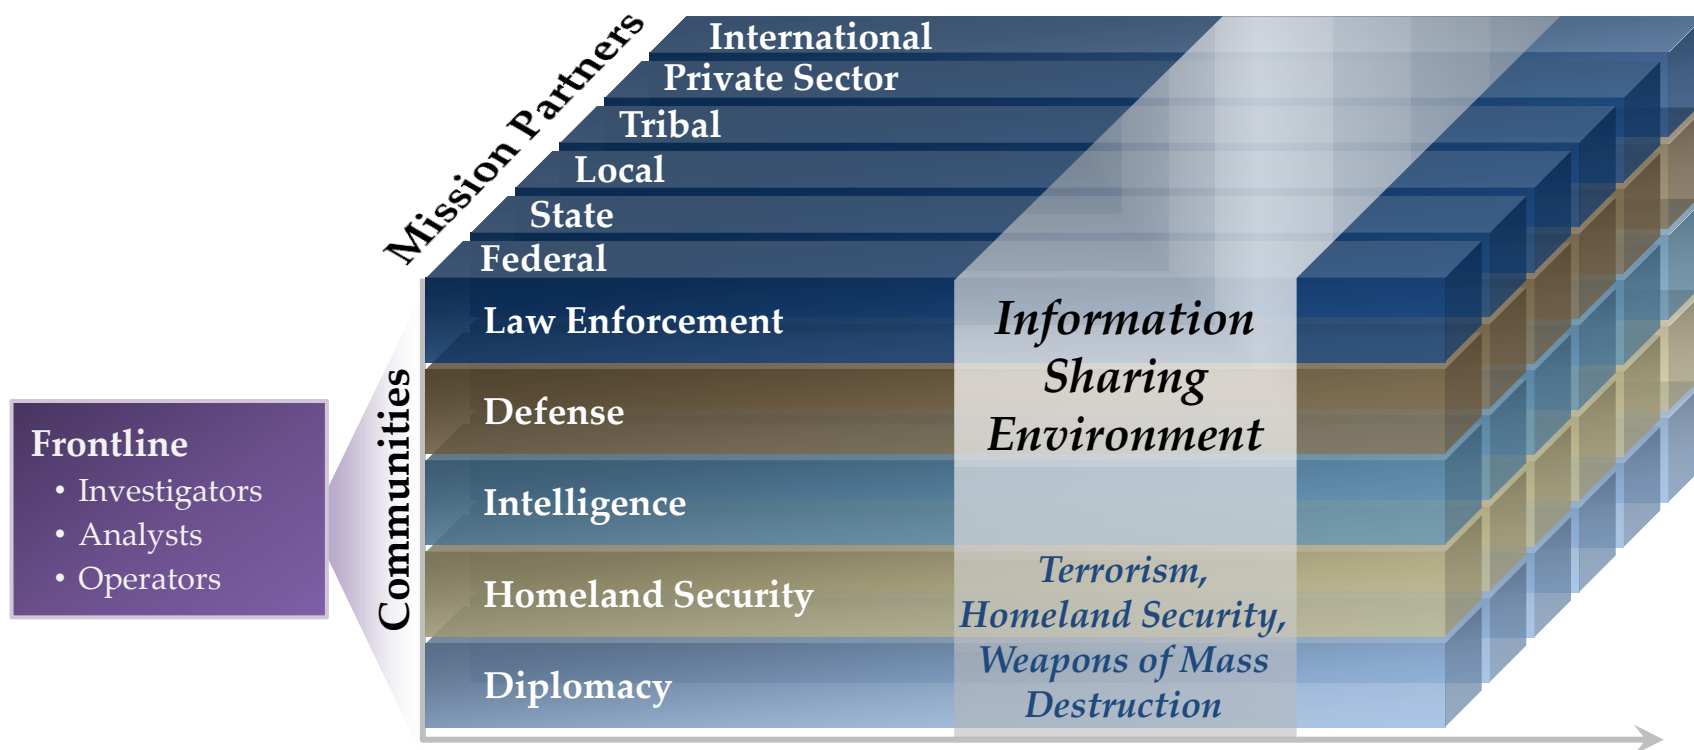 Mission Partners
International
Private Sector
Tribal
Local
State
Federal
Communities
Law Enforcement
Defense
Intelligence
Homeland Security
Diplomacy
Information
Sharing
Environment
Terrorism,
Homeland Security,
Weapons of Mass
Destruction
Frontline
• Investigators
• Analysts
• Operators